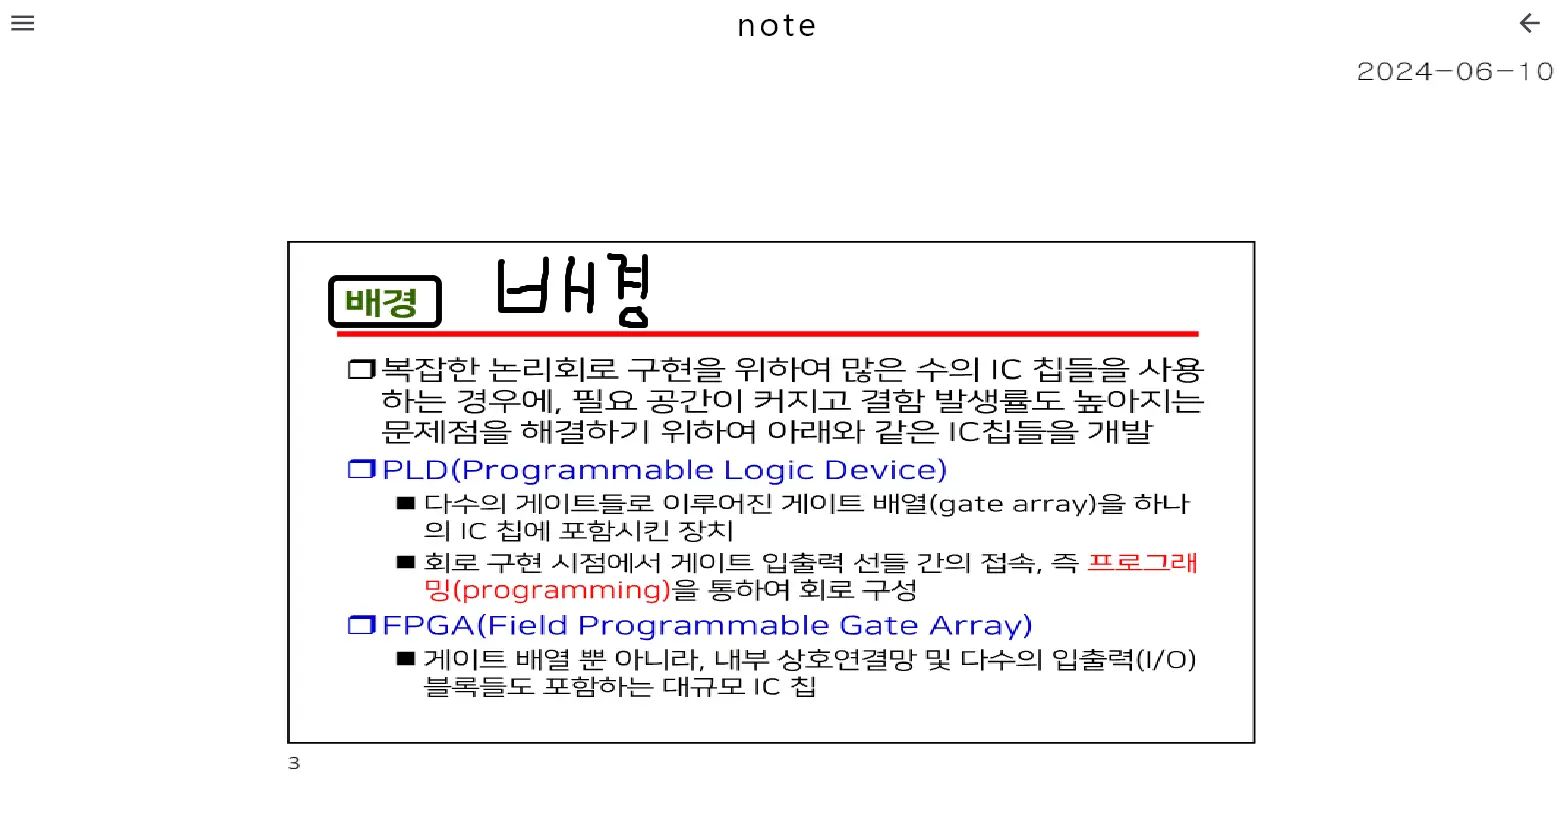 note
2024-06-10
배경 배경
복잡한 논리회로 구현을 위하여 많은 수의 IC 칩들을 사용
하는 경우에, 필요 공간이 커지고 결함 발생률도 높아지는
문제점을 해결하기 위하여 아래와 같은 IC칩들을 개발
PLD(Programmable Logic Device)
다수의 게이트들로 이루어진 게이트 배열(gate array)을 하나
의 IC 칩에 포함시킨 장치
회로 구현 시점에서 게이트 입출력 선들 간의 접속, 즉 프로그래
밍(programming)을 통하여 회로 구성
FPGA(Field Programmable Gate Array)
게이트 배열 뿐 아니라, 내부 상호연결망 및 다수의 입출력(I/O)
블록들도 포함하는 대규모 IC 칩
3